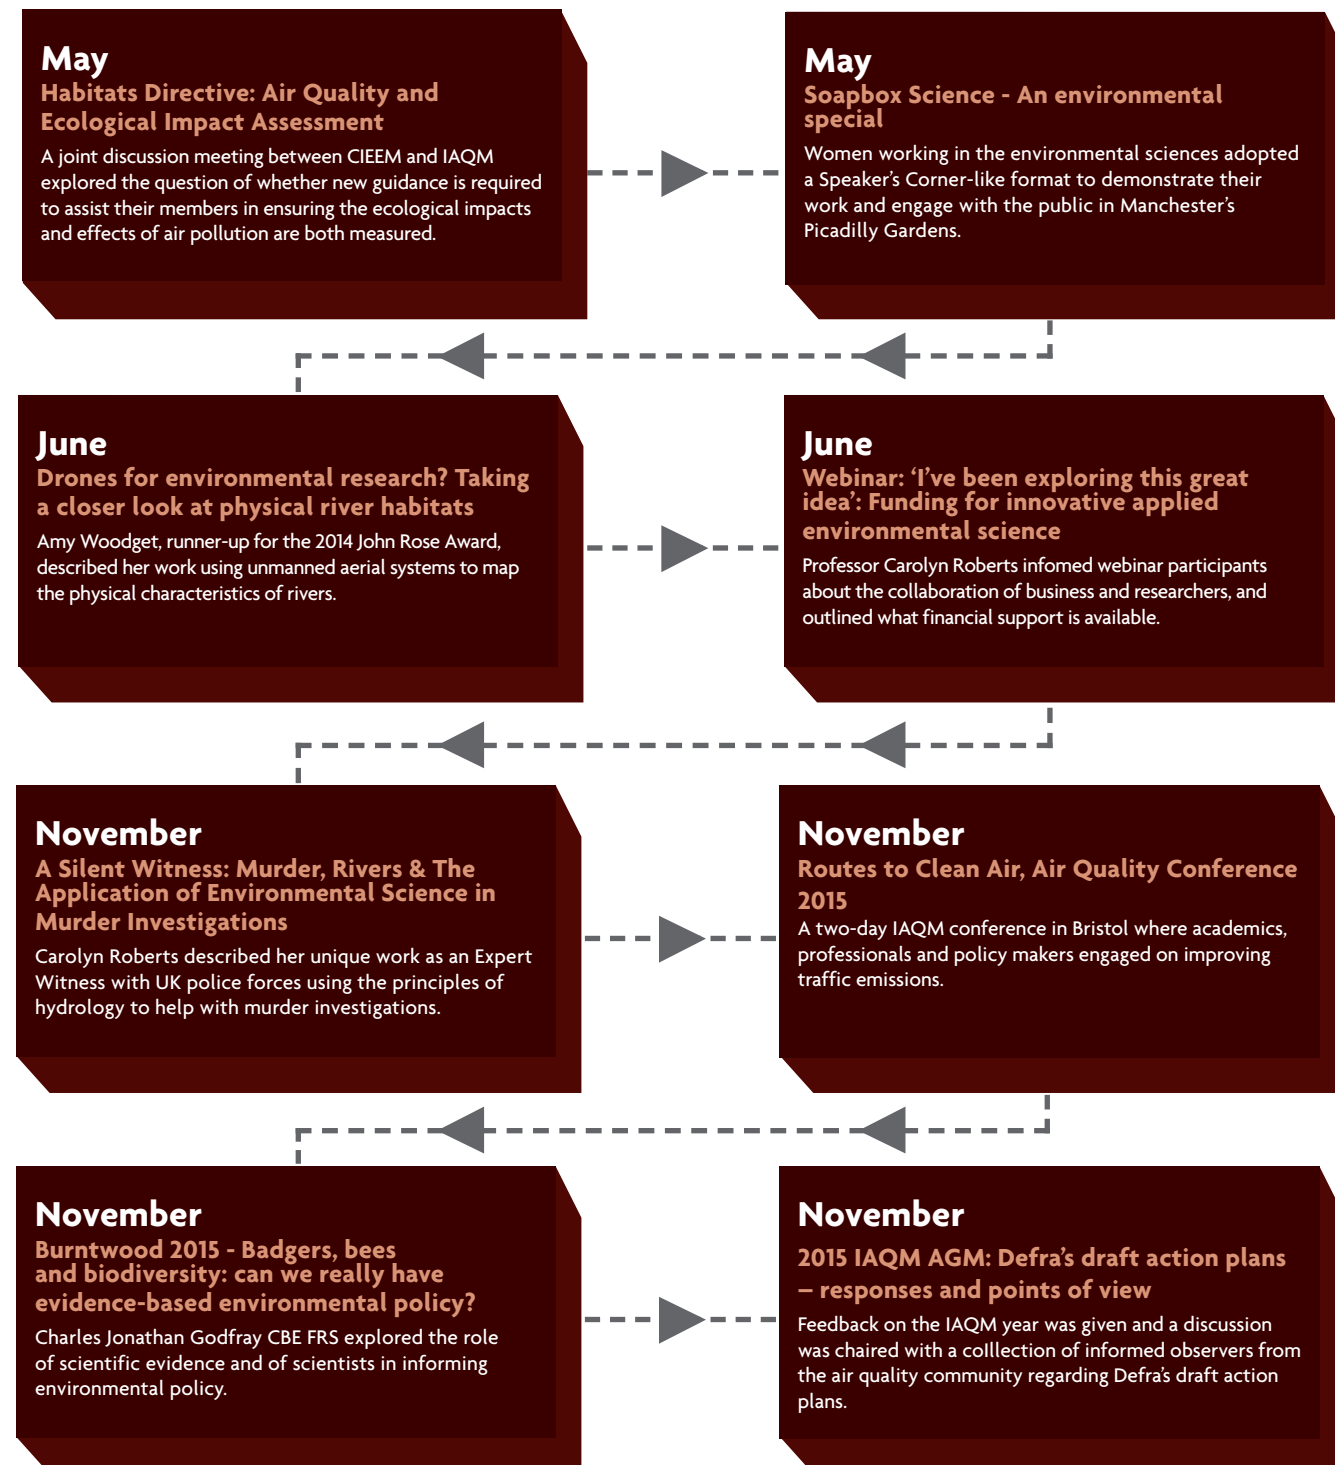 May
Habitats Directive: Air Quality and
Ecological Impact Assessment
A joint discussion meeting between CIEEM and IAQM
explored the question of whether new guidance is required
to assist their members in ensuring the ecological impacts
and effects of air pollution are both measured.
May
Soapbox Science - An environmental
special
Women working in the environmental sciences adopted
a Speaker's Corner-like format to demonstrate their
work and engage with the public in Manchester's
Picadilly Gardens.
June
Drones for environmental research? Taking
a closer look at physical river habitats
Amy Woodget, runner-up for the 2014 John Rose Award,
described her work using unmanned aerial systems to map
the physical characteristics of rivers.
June
Webinar: ‘I’ve been exploring this great
idea’: Funding for innovative applied
environmental science
Professor Carolyn Roberts infomed webinar participants
about the collaboration of business and researchers, and
outlined what financial support is available.
November
A Silent Witness: Murder, Rivers & The
Application of Environmental Science in
Murder Investigations
Carolyn Roberts described her unique work as an Expert
Witness with UK police forces using the principles of
hydrology to help with murder investigations.
November
Routes to Clean Air, Air Quality Conference
2015
A two-day IAQM conference in Bristol where academics,
professionals and policy makers engaged on improving
traffic emissions.
November
Burntwood 2015 - Badgers, bees
and biodiversity: can we really have
evidence-based environmental policy?
Charles Jonathan Godfray CBE FRS explored the role
of scientific evidence and of scientists in informing
environmental policy.
November
2015 IAQM AGM: Defra’s draft action plans
– responses and points of view
Feedback on the IAQM year was given and a discussion
was chaired with a colllection of informed observers from
the air quality community regarding Defra’s draft action
plans.